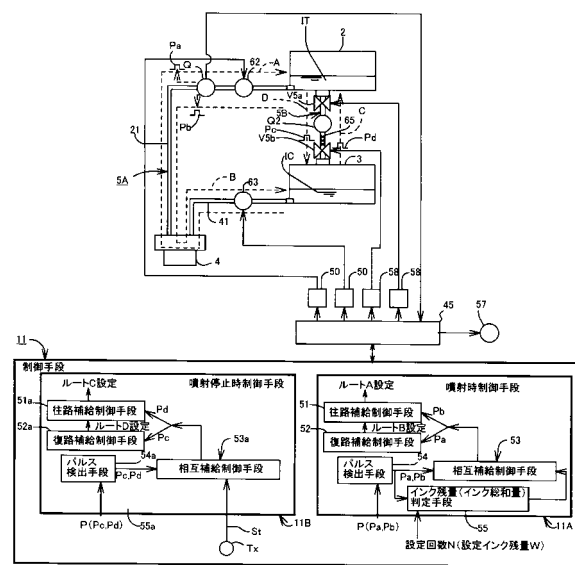 Pa
Q
62
A
IT
2
V5a
D
5B
Q2
C
Pb
Pc
65
Pd
V5b
21
5A
IC
3
B
63
41
4
50
50
58
58
45
57
11
制御手段
ルートC設定
噴射停止時制御手段
51a
往路補給制御手段
Pd
ルートD設定
52a
復路補給制御手段
Pc
54a
53a
パルス
検出手段
Pc,Pd
相互補給制御手段
P(Pc,Pd)
55a
St
Tx
11B
ルートA設定
噴射時制御手段
51
往路補給制御手段
Pb
ルートB設定
52
復路補給制御手段
Pa
54
53
パルス
検出手段
Pa,Pb
相互補給制御手段
インク残量(インク総和量)
判定手段
55
P(Pa,Pb)
11A
設定回数N(設定インク残量W)